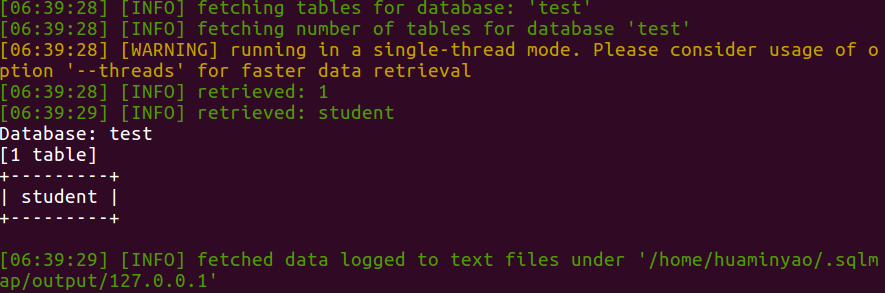 [06:39:28] [INFO] fetching tables for database: 'test'
[06:39:28] [INFO] fetching number of tables for database 'test'
[06:39:28] [WARNING] running in a single-thread mode. Please consider usage of o
ption '--threads' for faster data retrieval
[06:39:28] [INFO] retrieved: 1
[06:39:29] [INFO] retrieved: student
Database: test
[1 table]
+---------+
| student |
+---------+
[06:39:29] [INFO] fetched data logged to text files under '/home/huaminyao/.sqlm
ap/output/127.0.0.1'